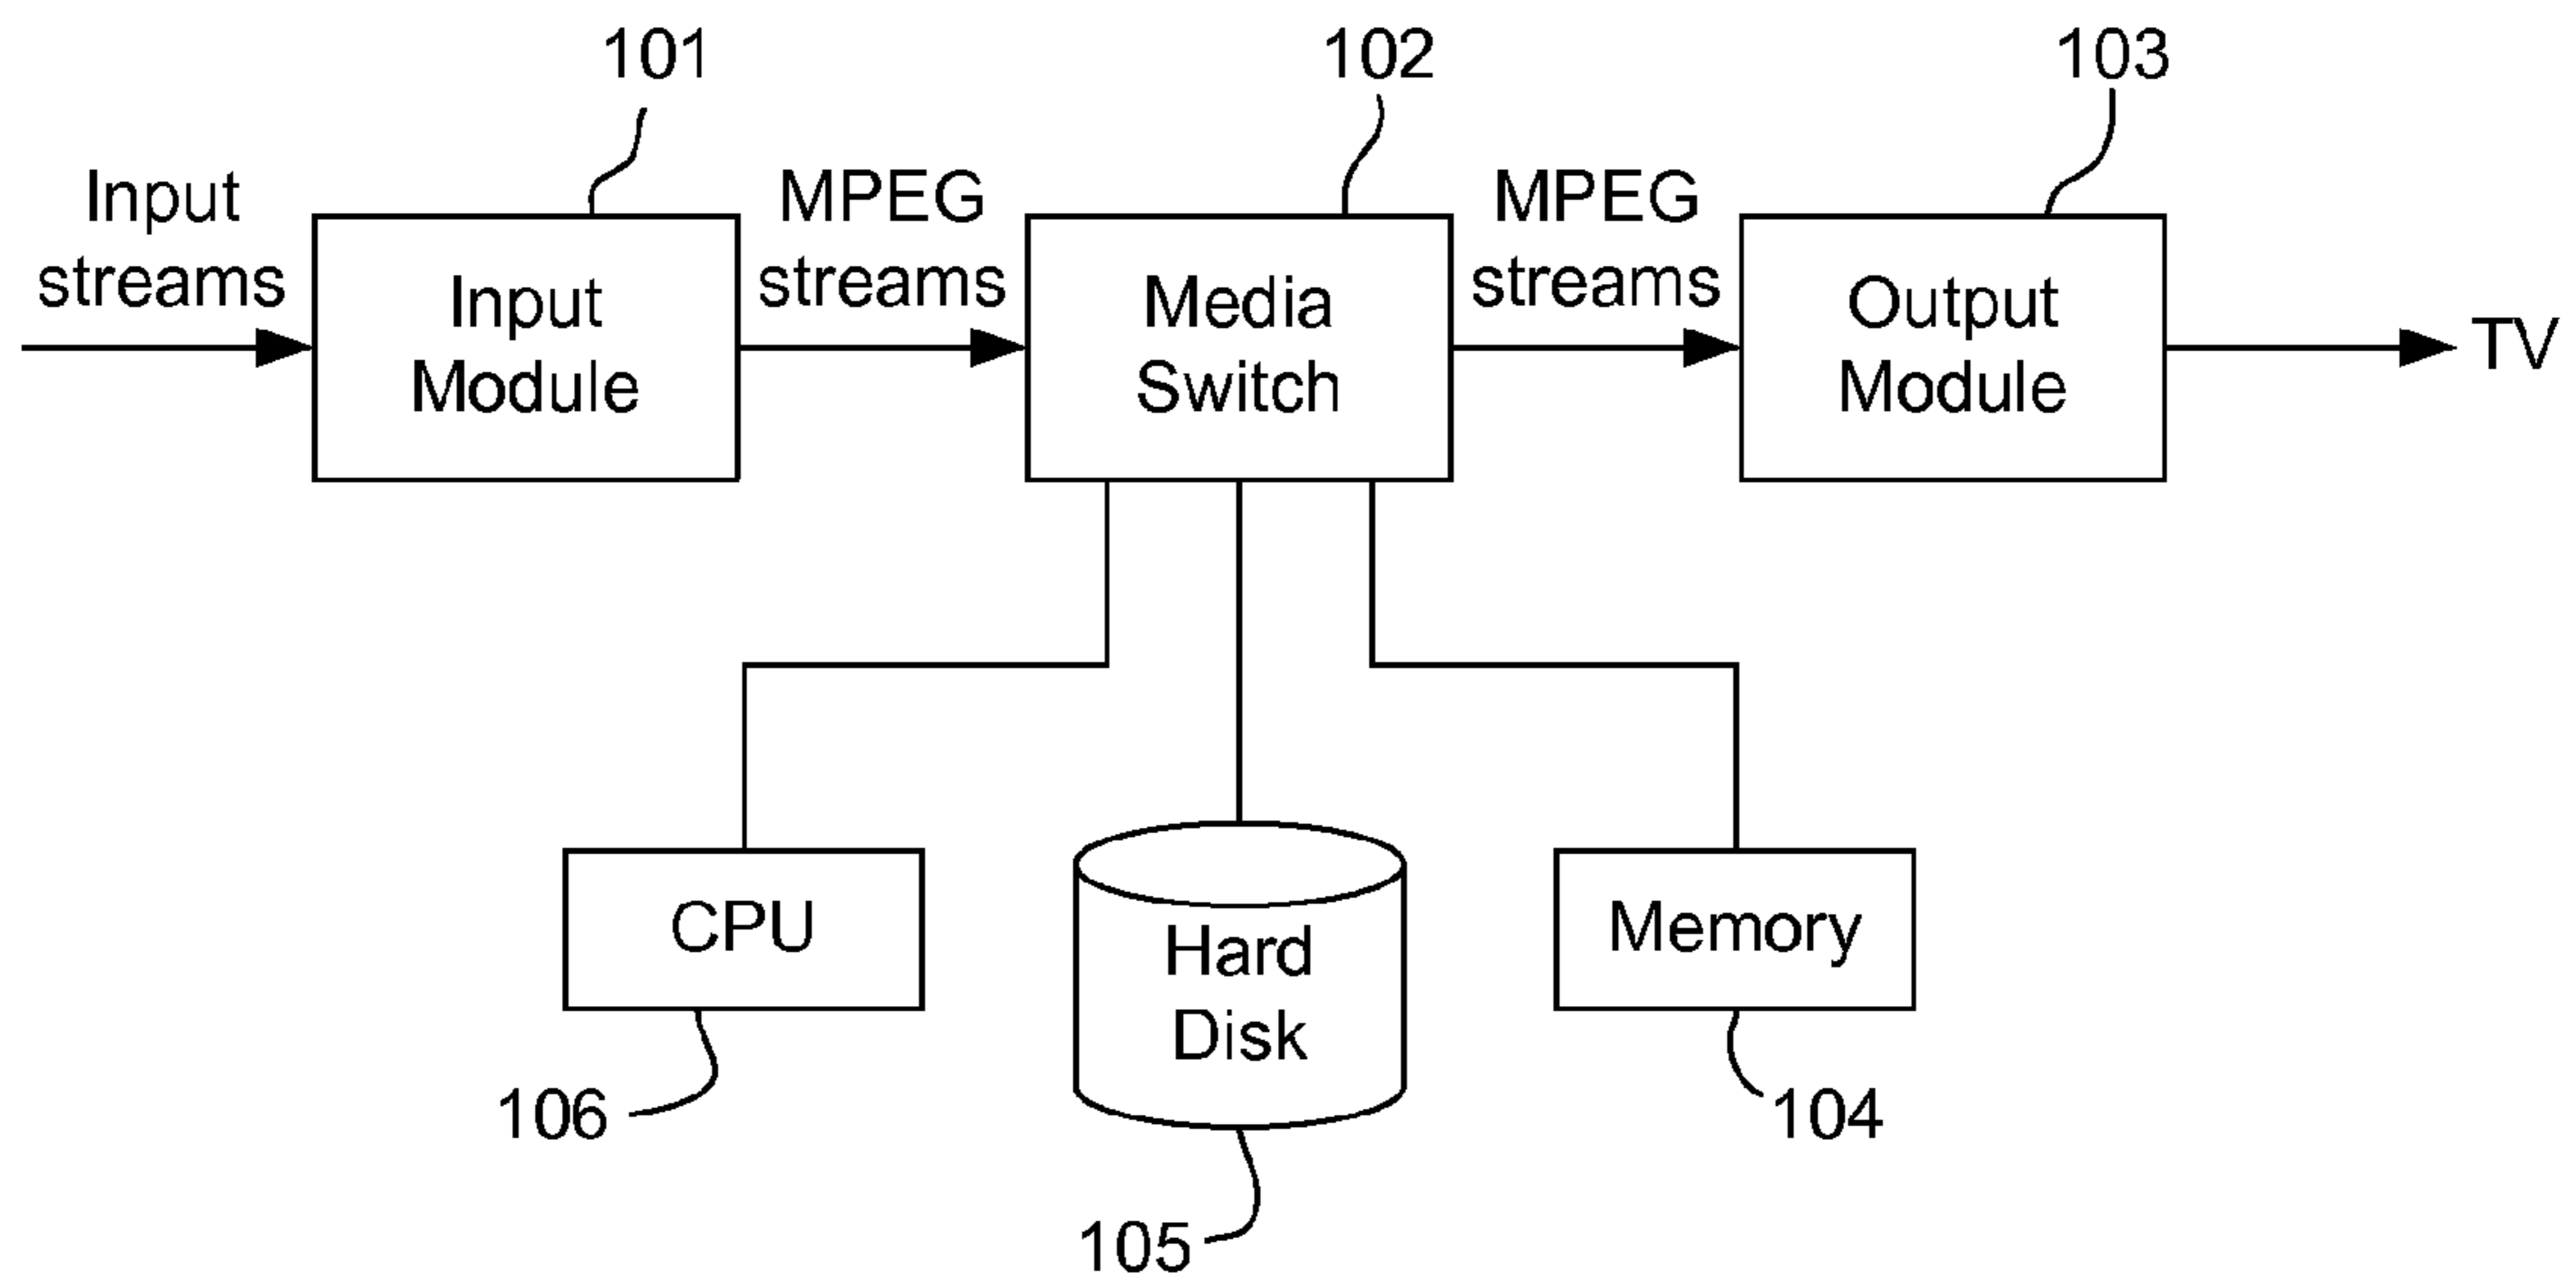 101
102
103
Input
streams
MPEG
streams
MPEG
streams
Input
Module
Media
Switch
Output
Module
TV
CPU
Hard
Disk
Memory
106
104
105